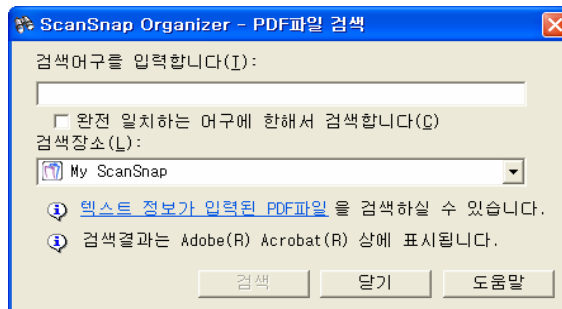 ScanSnap Organizer - PDF파일 검색
검색어구를 입력합니다(I):
완전 일치하는 어구에 한해서 검색합니다(C)
검색장소(L):
My ScanSnap
텍스트 정보가 입력된 PDF파일 을 검색하실 수 있습니다.
검색결과는 Adobe(R) Acrobat(R) 상에 표시됩니다.
검색 닫기 도움말